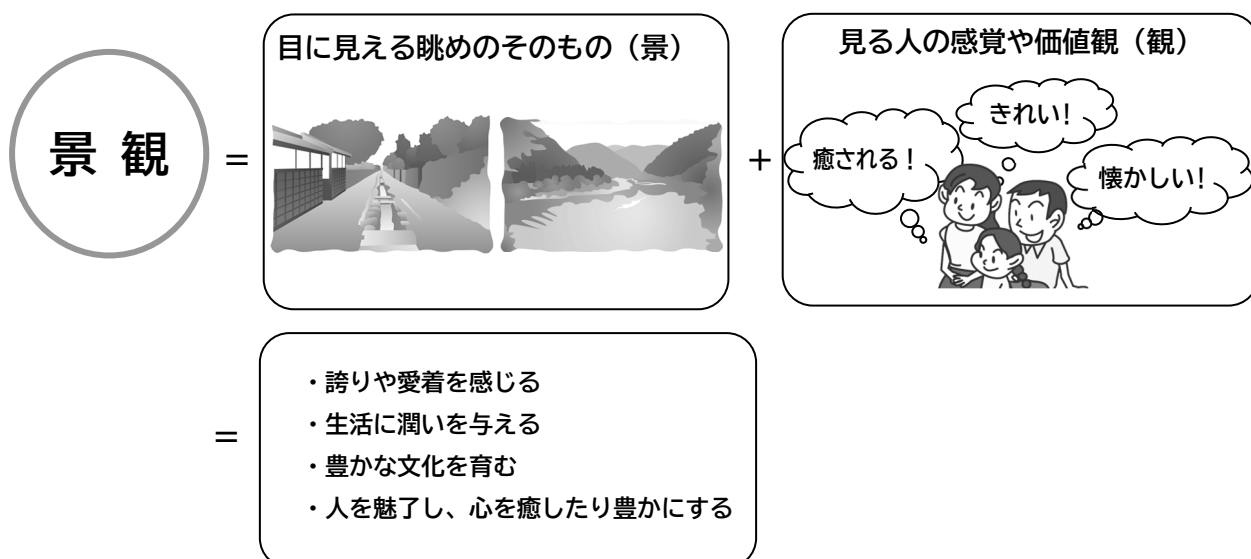 景観
＝
目に見える眺めのそのもの（景）
＋
見る人の感覚や価値観（観）
きれい！
癒される！
懐かしい！
＝
・誇りや愛着を感じる
・生活に潤いを与える
・豊かな文化を育む
・人を魅了し、心を癒したり豊かにする